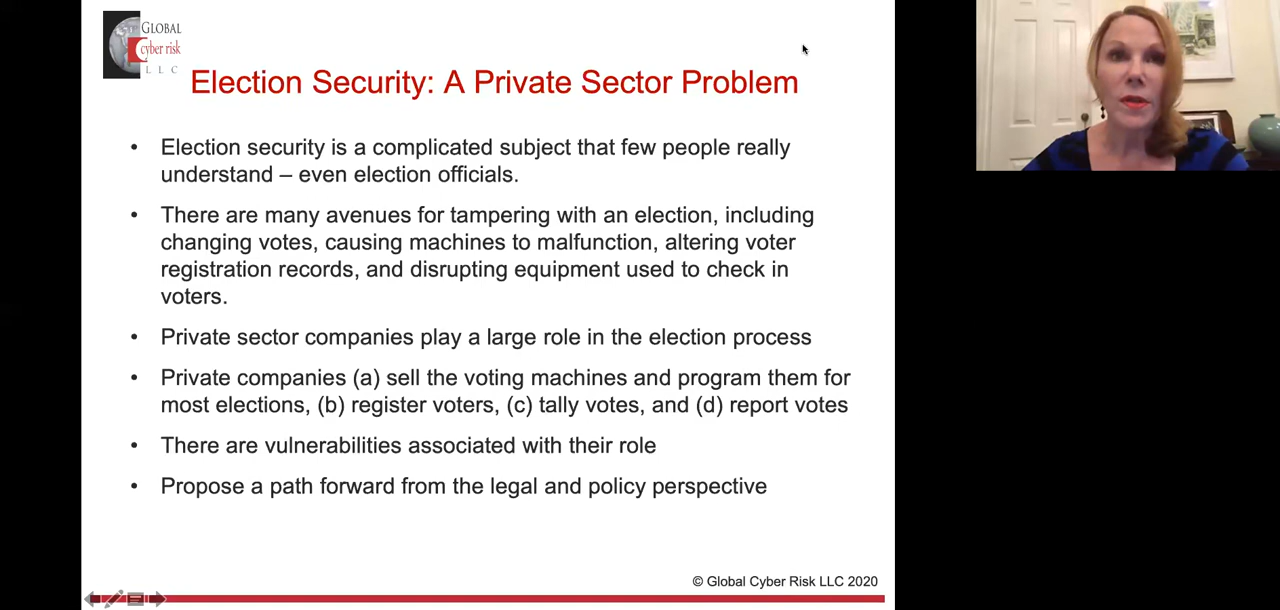 GLOBAL
cyber risk
LLC
Election Security: A Private Sector Problem
• Election security is a complicated subject that few people really
understand – even election officials.
• There are many avenues for tampering with an election, including
changing votes, causing machines to malfunction, altering voter
registration records, and disrupting equipment used to check in
voters.
• Private sector companies play a large role in the election process
• Private companies (a) sell the voting machines and program them for
most elections, (b) register voters, (c) tally votes, and (d) report votes
• There are vulnerabilities associated with their role
• Propose a path forward from the legal and policy perspective
© Global Cyber Risk LLC 2020